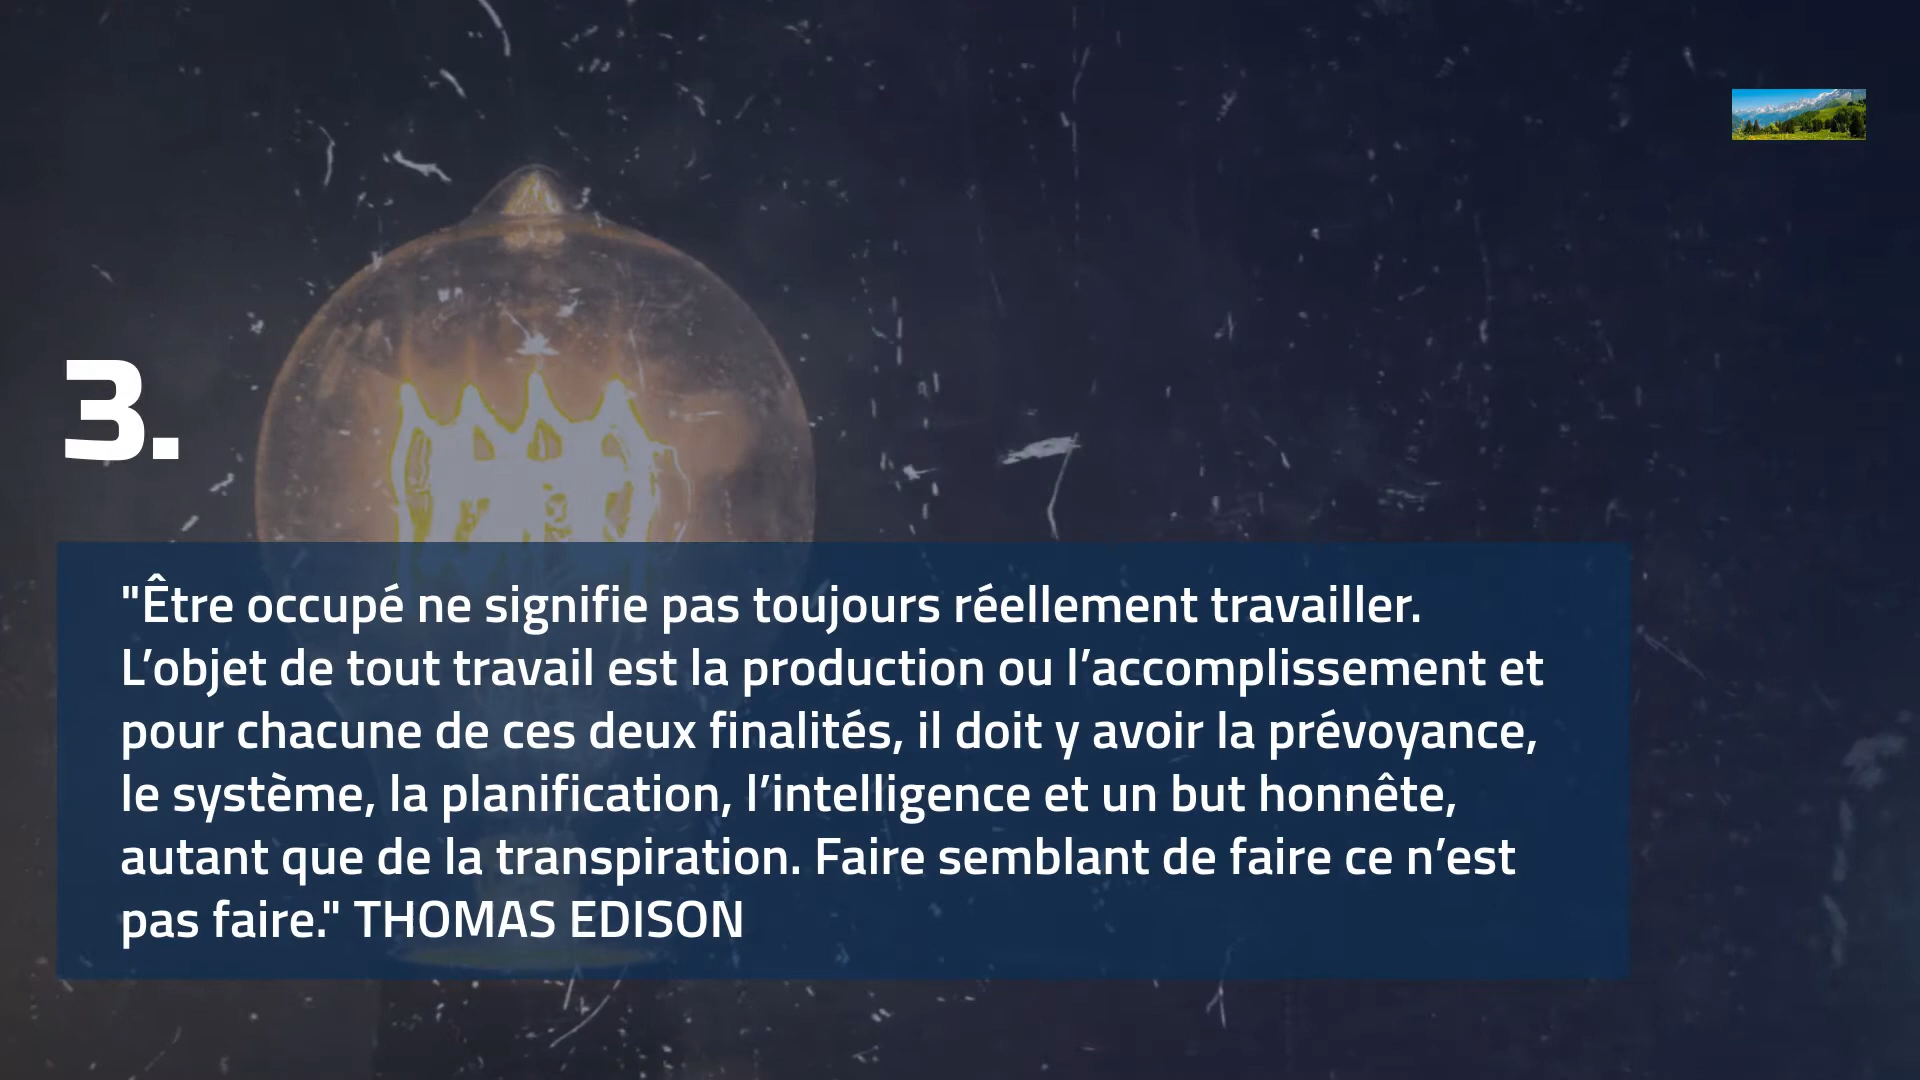 3.
"Être occupé ne signifie pas toujours réellement travailler.
L’objet de tout travail est la production ou l’accomplissement et
pour chacune de ces deux finalités, il doit y avoir la prévoyance,
le système, la planification, l’intelligence et un but honnête,
autant que de la transpiration. Faire semblant de faire ce n’est
pas faire." THOMAS EDISON